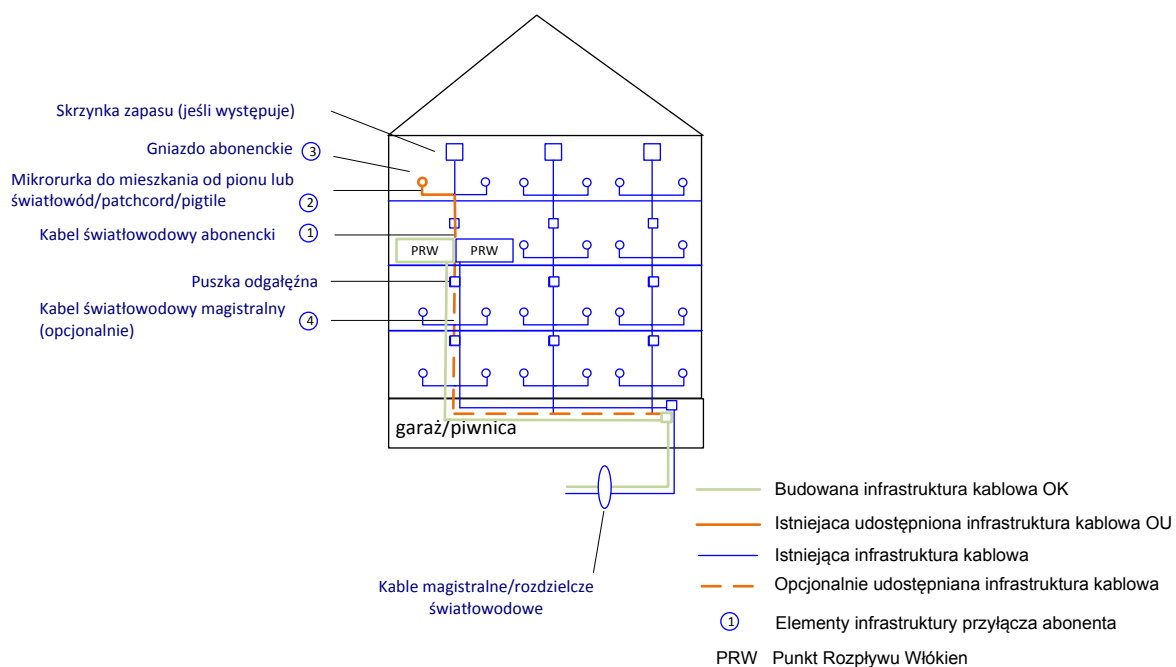 Skrzynka zapasu (jeśli występuje)
Gniazdo abonenckie 3
Mikrorurka do mieszkania od pionu lub
światłowód/patchcord/pigtile 2
Kabel światłowodowy abonencki 1
PRW PRW
Puszka odgałęźna
Kabel światłowodowy magistralny
(opcjonalnie) 4
garaż/piwnica
Kable magistralne/rozdzielcze
światłowodowe
Budowana infrastruktura kablowa OK
Istniejaca udostępniona infrastruktura kablowa OU
Istniejąca infrastruktura kablowa
Opcjonalnie udostępniana infrastruktura kablowa
1 Elementy infrastruktury przyłącza abonenta
PRW Punkt Rozpływu Włókien